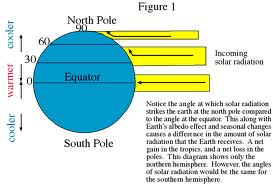 Figure 1
North Pole
90
60
30
0
cooler
warmer
cooler
Equator
South Pole
Incoming
solar radiation
Notice the angle at which solar radiation
strikes the earth at the north pole compared
to the angle at the equator. This along with
Earth's albedo effect and seasonal changes
causes a difference in the amount of solar
radiation that the Earth receives. A net
gain in the tropics, and a net loss in the
poles. This diagram shows only the
northern hemisphere. However, the angles
of solar radiation would be the same for
the southern hemisphere.